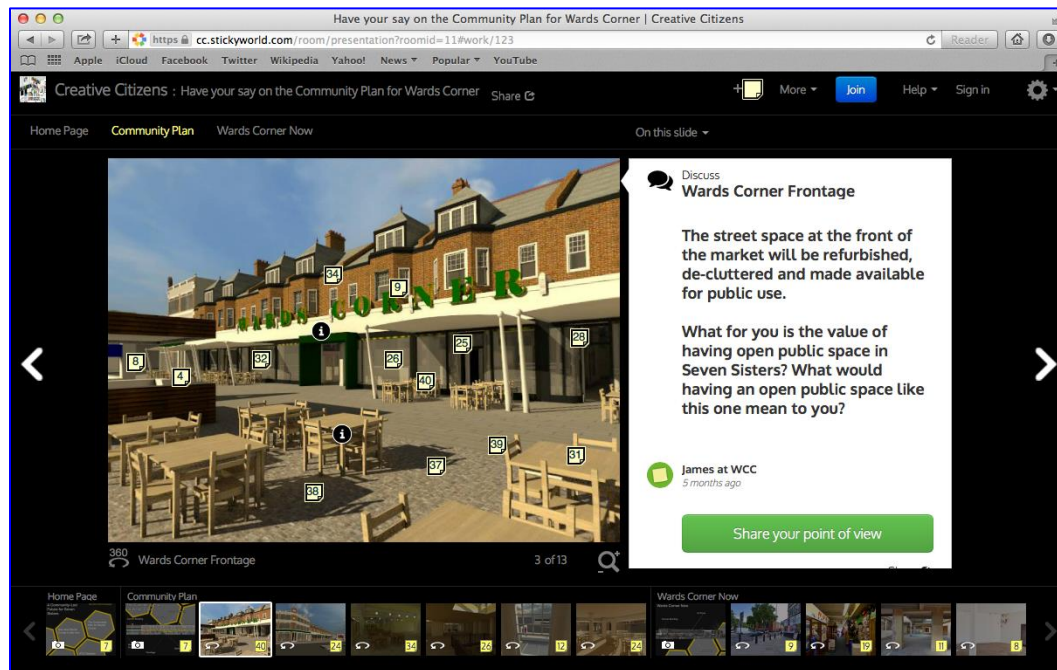 Have your say on the Community Plan for Wards Corner | Creative Citizens
https cc.stickyworld.com/room/presentation?roomid=11#work/123
Reader
Apple iCloud Facebook Twitter Wikipedia Yahoo! News Popular YouTube
Creative Citizens : Have your say on the Community Plan for Wards Corner Share
More Join Help Sign in
Home Page Community Plan Wards Corner Now On this slide
Discuss
Wards Corner Frontage
The street space at the front of
the market will be refurbished,
de-cluttered and made available
for public use.
What for you is the value of
having open public space in
Seven Sisters? What would
having an open public space like
this one mean to you?
James at WCC
5 months ago
Share your point of view
WARDS CORNER
34
9
8
4
32
26
25
28
40
39
31
37
38
360
Wards Corner Frontage 3 of 13
Home Page Community Plan Wards Corner Now
7 7 40 24 34 26 12 24 9 19 11 8